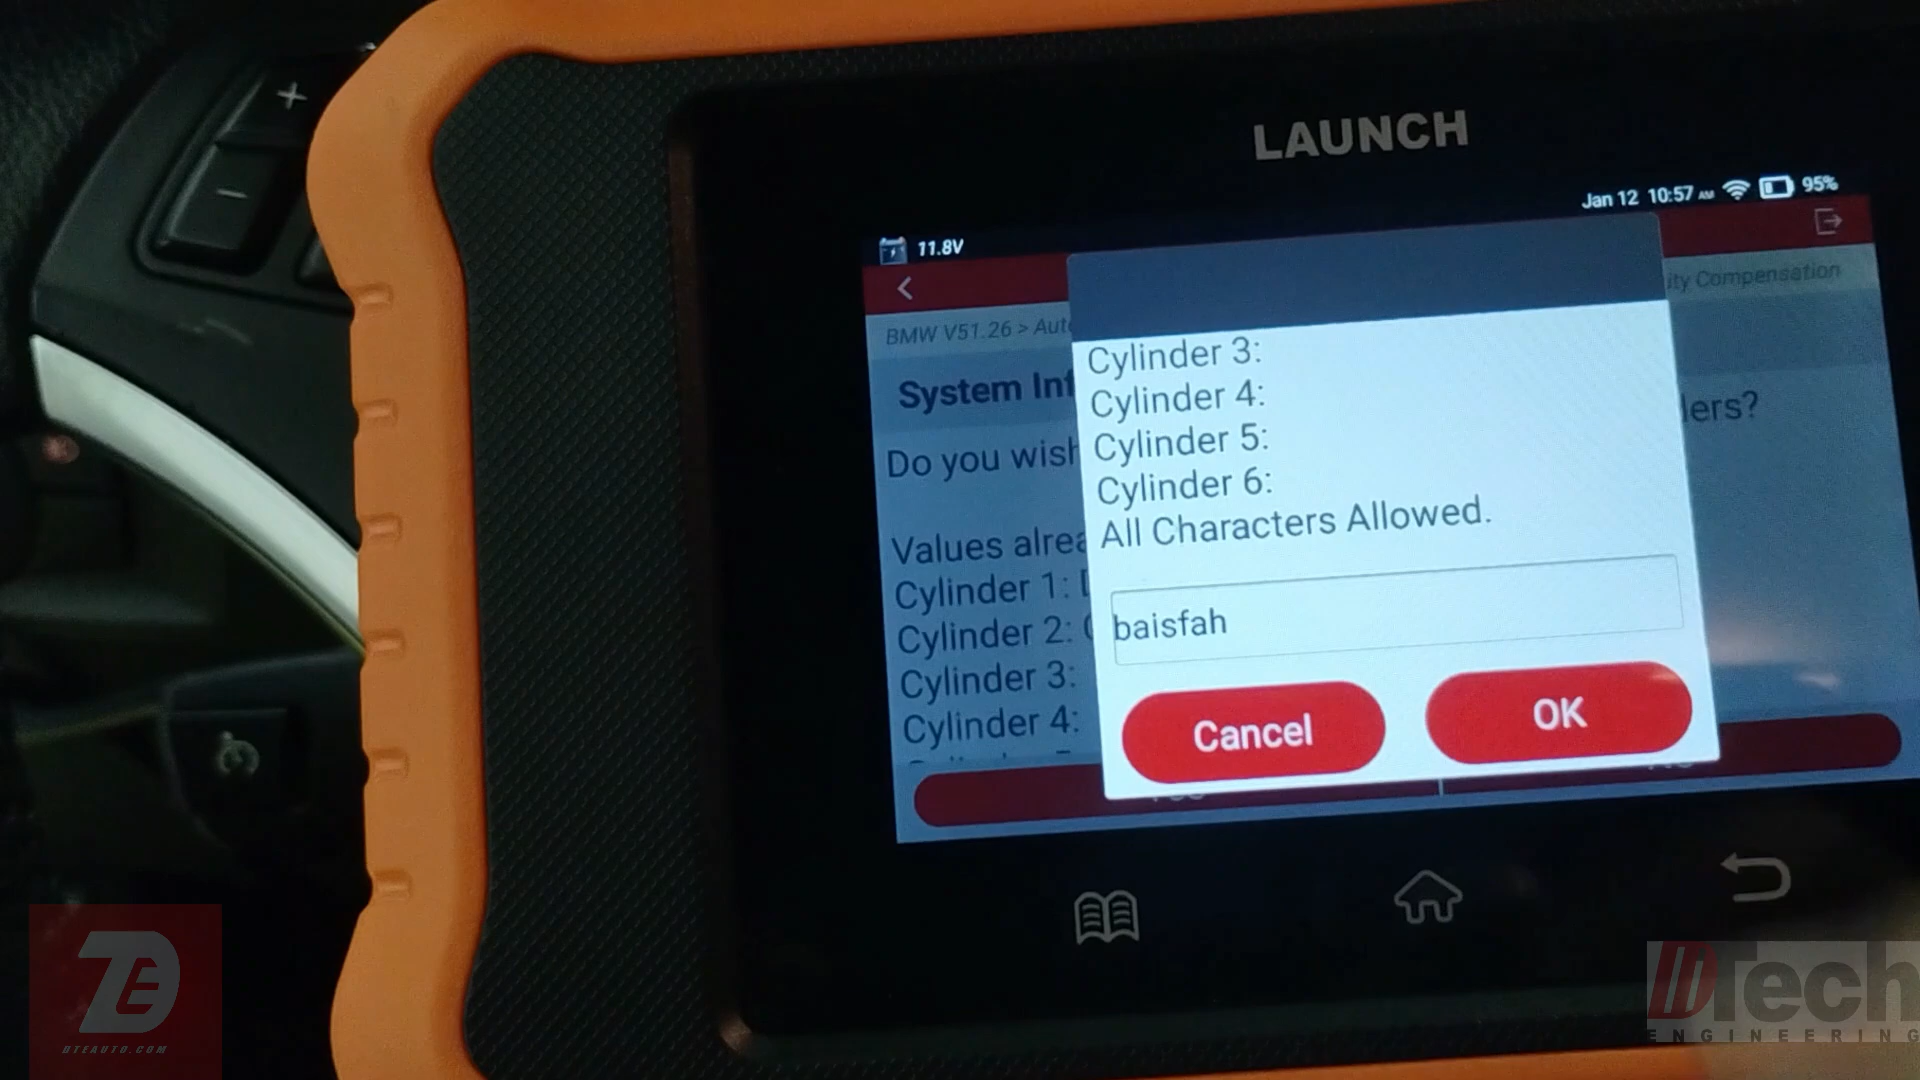 +
-
LAUNCH
Jan 12 10:57 AM 95%
11.8V
ity Compensation
BMW V51.26 > Auto
System Inf
Do you wish
lers?
Values alrea
Cylinder 1:
Cylinder 2:
Cylinder 3:
Cylinder 4:
Cylinder 3:
Cylinder 4:
Cylinder 5:
Cylinder 6:
All Characters Allowed.
baisfah
Cancel
OK
DTEAUTO.COM
DTech
ENGINEERING